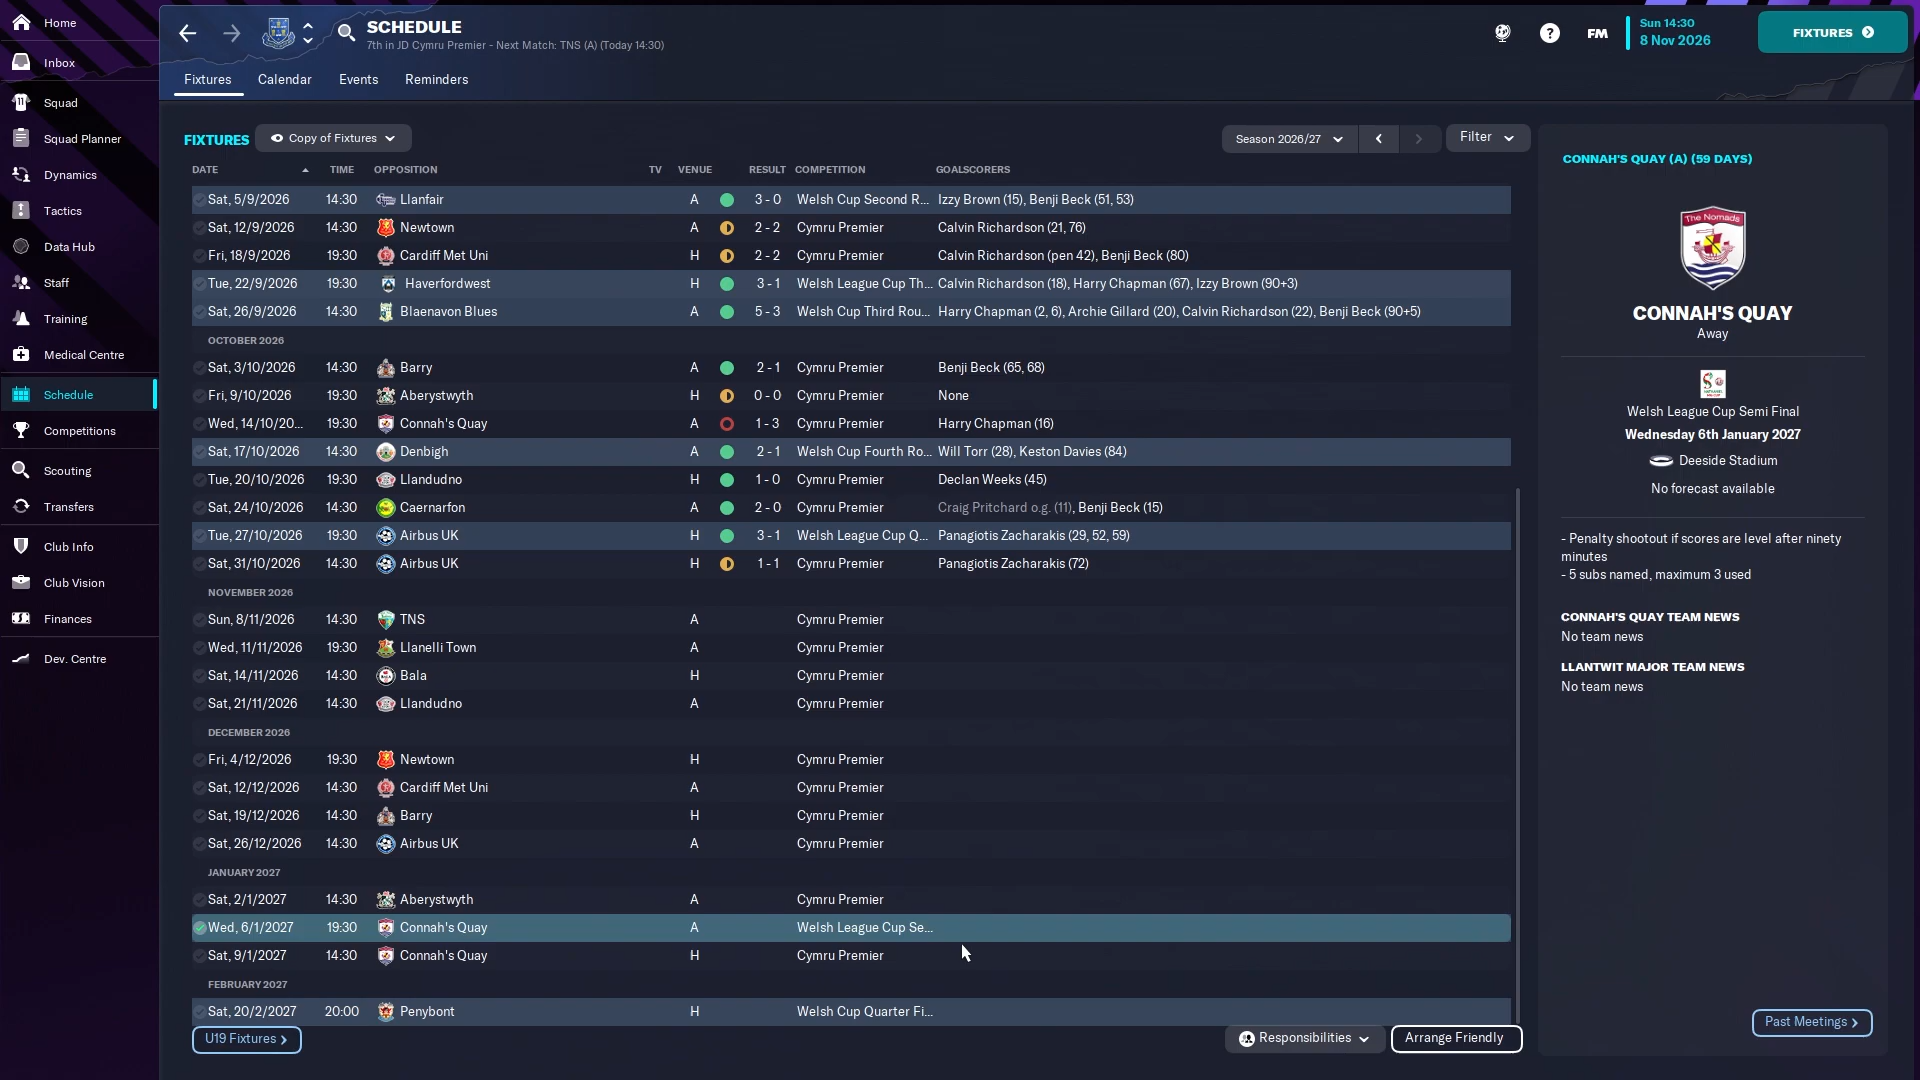 Home
Inbox
Squad
Squad Planner
Dynamics
Tactics
Data Hub
Staff
Training
Medical Centre
Schedule
Competitions
Scouting
Transfers
Club Info
Club Vision
Finances
Dev. Centre
SCHEDULE
7th in JD Cymru Premier - Next Match: TNS (A) (Today 14:30)
FM
Sun 14:30
8 Nov 2026
FIXTURES
Fixtures Calendar Events Reminders
FIXTURES Copy of Fixtures Season 2026/27 Filter
DATE TIME OPPOSITION TV VENUE RESULT COMPETITION GOALSCORERS
Sat, 5/9/2026 14:30 Llanfair A 3 - 0 Welsh Cup Second R... Izzy Brown (15), Benji Beck (51, 53)
Sat, 12/9/2026 14:30 Newtown A 2 - 2 Cymru Premier Calvin Richardson (21, 76)
Fri, 18/9/2026 19:30 Cardiff Met Uni H 2 - 2 Cymru Premier Calvin Richardson (pen 42), Benji Beck (80)
Tue, 22/9/2026 19:30 Haverfordwest H 3 - 1 Welsh League Cup Th... Calvin Richardson (18), Harry Chapman (67), Izzy Brown (90+3)
Sat, 26/9/2026 14:30 Blaenavon Blues A 5 - 3 Welsh Cup Third Rou... Harry Chapman (2, 6), Archie Gillard (20), Calvin Richardson (22), Benji Beck (90+5)
OCTOBER 2026
Sat, 3/10/2026 14:30 Barry A 2 - 1 Cymru Premier Benji Beck (65, 68)
Fri, 9/10/2026 19:30 Aberystwyth H 0 - 0 Cymru Premier None
Wed, 14/10/20... 19:30 Connah's Quay A 1 - 3 Cymru Premier Harry Chapman (16)
Sat, 17/10/2026 14:30 Denbigh A 2 - 1 Welsh Cup Fourth Ro... Will Torr (28), Keston Davies (84)
Tue, 20/10/2026 19:30 Llandudno H 1 - 0 Cymru Premier Declan Weeks (45)
Sat, 24/10/2026 14:30 Caernarfon A 2 - 0 Cymru Premier Craig Pritchard o.g. (11), Benji Beck (15)
Tue, 27/10/2026 19:30 Airbus UK H 3 - 1 Welsh League Cup Q... Panagiotis Zacharakis (29, 52, 59)
Sat, 31/10/2026 14:30 Airbus UK H 1 - 1 Cymru Premier Panagiotis Zacharakis (72)
NOVEMBER 2026
Sun, 8/11/2026 14:30 TNS A Cymru Premier
Wed, 11/11/2026 19:30 Llanelli Town A Cymru Premier
Sat, 14/11/2026 14:30 Bala H Cymru Premier
Sat, 21/11/2026 14:30 Llandudno A Cymru Premier
DECEMBER 2026
Fri, 4/12/2026 19:30 Newtown H Cymru Premier
Sat, 12/12/2026 14:30 Cardiff Met Uni A Cymru Premier
Sat, 19/12/2026 14:30 Barry H Cymru Premier
Sat, 26/12/2026 14:30 Airbus UK A Cymru Premier
JANUARY 2027
Sat, 2/1/2027 14:30 Aberystwyth A Cymru Premier
Wed, 6/1/2027 19:30 Connah's Quay A Welsh League Cup Se...
Sat, 9/1/2027 14:30 Connah's Quay H Cymru Premier
FEBRUARY 2027
Sat, 20/2/2027 20:00 Penybont H Welsh Cup Quarter Fi...
U19 Fixtures Responsibilities Arrange Friendly
CONNAH'S QUAY (A) (59 DAYS)
The Nomads
CONNAH'S QUAY
Away
Welsh League Cup Semi Final
Wednesday 6th January 2027
Deeside Stadium
No forecast available
- Penalty shootout if scores are level after ninety
minutes
- 5 subs named, maximum 3 used
CONNAH'S QUAY TEAM NEWS
No team news
LLANTWIT MAJOR TEAM NEWS
No team news
Past Meetings